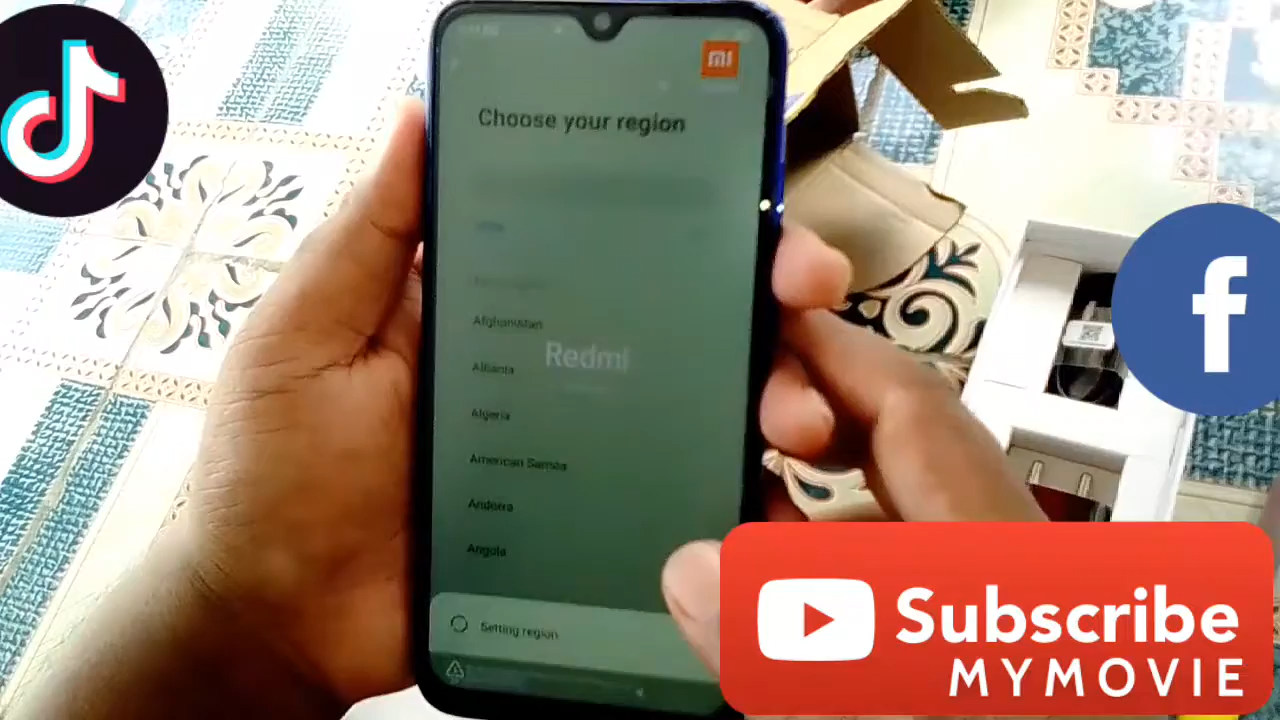 mi
Choose your region
Afghanistan
Redmi
Albania
Algeria
American Samoa
Andorra
Angola
Setting region
Subscribe
MYMOVIE